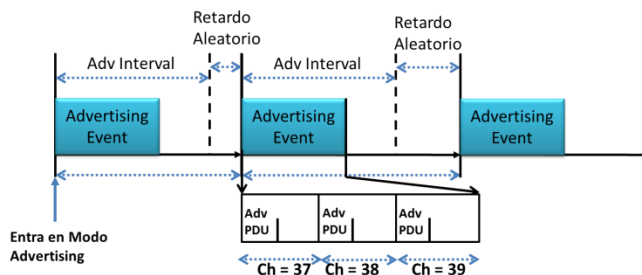 Retardo
Aleatorio
Retardo
Aleatorio
Adv Interval
Adv Interval
Advertising
Event
Advertising
Event
Advertising
Event
Entra en Modo
Advertising
Adv
PDU
Adv
PDU
Adv
PDU
Ch = 37
Ch = 38
Ch = 39